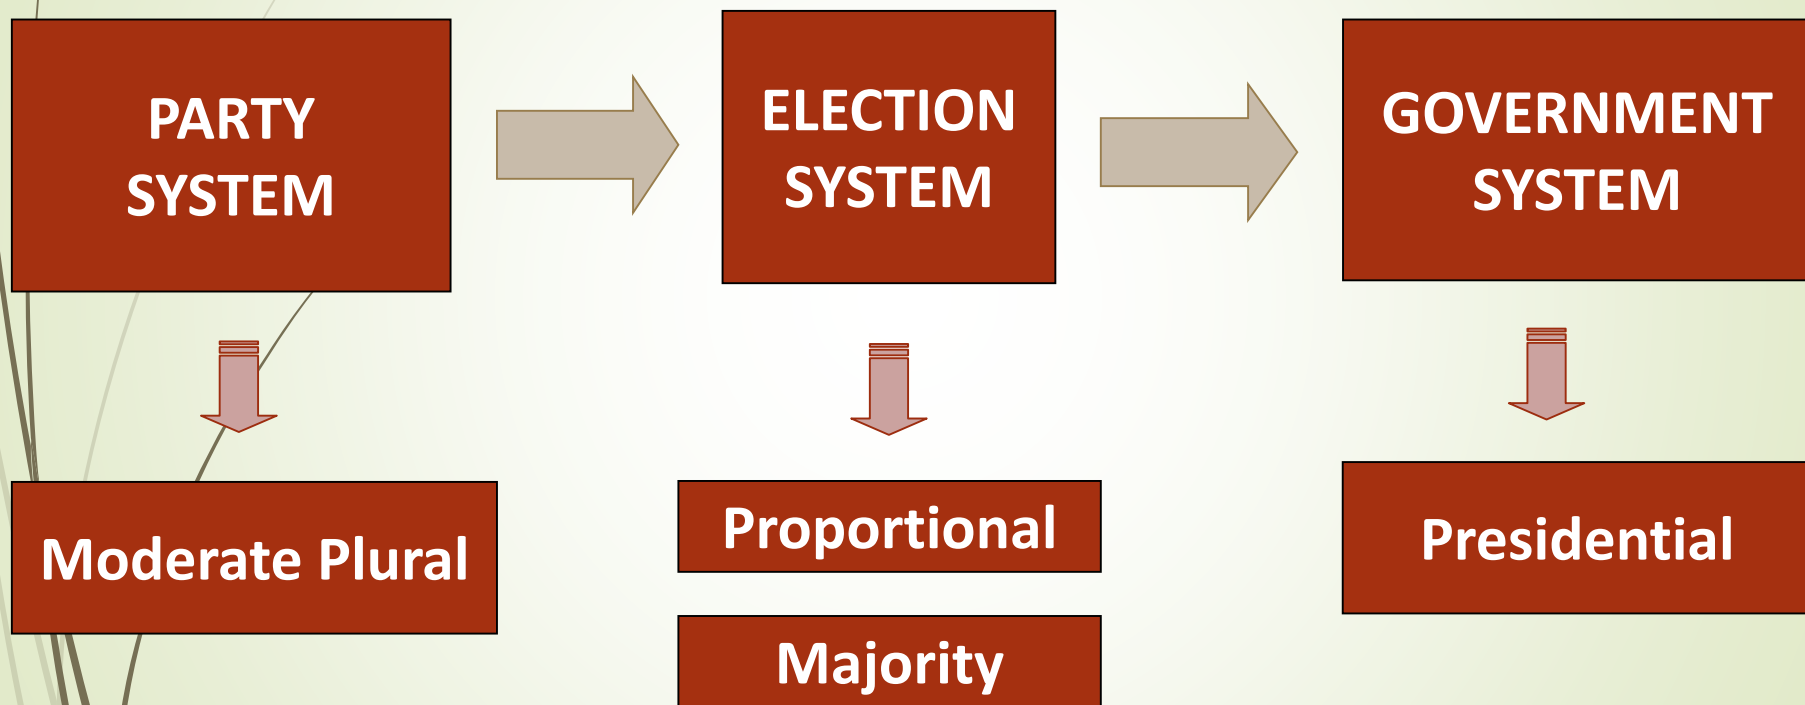 PARTY
SYSTEM
ELECTION
SYSTEM
GOVERNMENT
SYSTEM
Moderate Plural
Proportional
Majority
Presidential